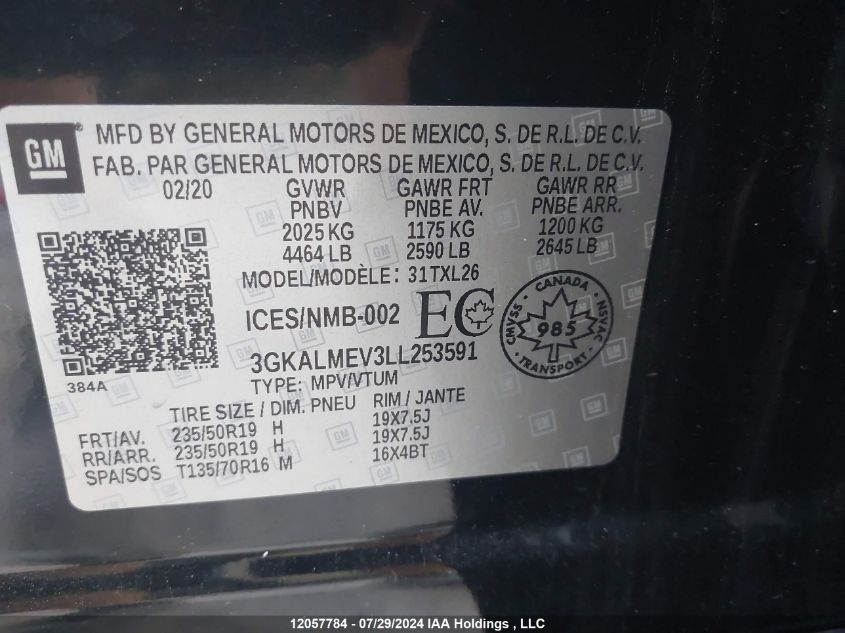 GM
MFD BY GENERAL MOTORS DE MEXICO, S. DE R.L. DE C.V.
FAB. PAR GENERAL MOTORS DE MEXICO, S. DE R.L. DE C.V.
02/20 GVWR GAWR FRT GAWR RR
PNBV PNBE AV. PNBE ARR.
2025 KG 1175 KG 1200 KG
4464 LB 2590 LB 2645 LB
MODEL/MODÈLE: 31TXL26
ICES/NMB-002 EC
CANADA
CMVSS 985 NSVAC
TRANSPORT
3GKALMEV3LL253591
384A
TYPE: MPV/VTUM
TIRE SIZE / DIM. PNEU RIM / JANTE
FRT/AV. 235/50R19 H 19X7.5J
RR/ARR. 235/50R19 H 19X7.5J
SPA/SOS T135/70R16 M 16X4BT
12057784 - 07/29/2024 IAA Holdings , LLC